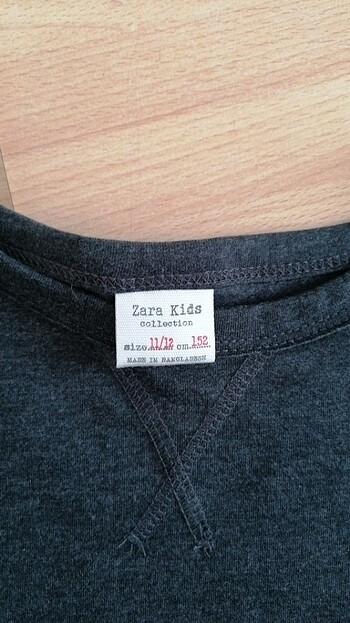 Zara Kids
collection
size 11/12 cm 152
MADE IN BANGLADESH